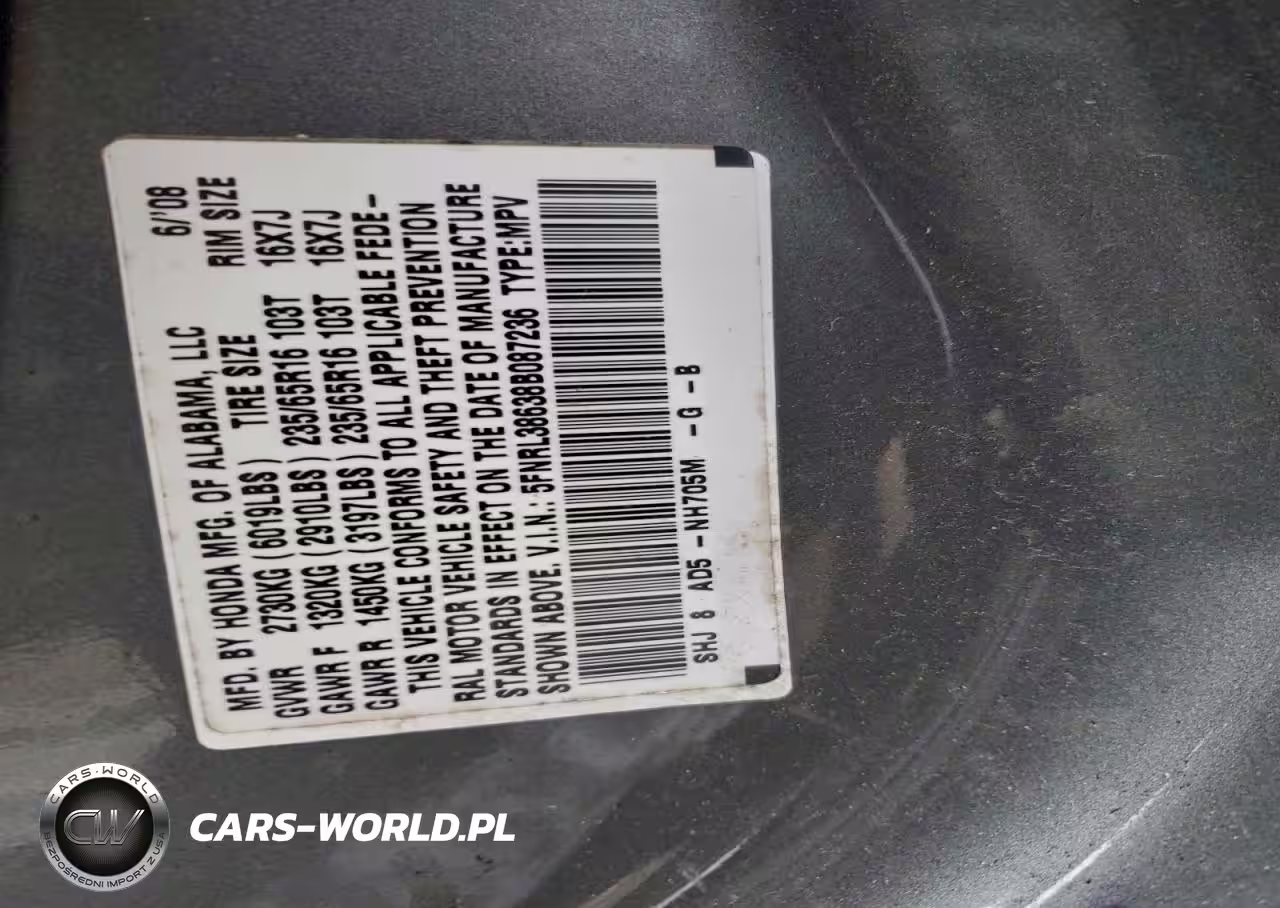 MFD. BY HONDA MFG. OF ALABAMA, LLC 6/'08
TIRE SIZE RIM SIZE
GVWR 2730KG (6019LBS)
GAWR F 1320KG (2910LBS) 235/65R16 103T 16X7J
GAWR R 1450KG (3197LBS) 235/65R16 103T 16X7J
THIS VEHICLE CONFORMS TO ALL APPLICABLE FEDE-
RAL MOTOR VEHICLE SAFETY AND THEFT PREVENTION
STANDARDS IN EFFECT ON THE DATE OF MANUFACTURE
SHOWN ABOVE. V.I.N.: 5FNRL38638B087236 TYPE:MPV
SHJ 8 AD5 -NH705M -G -B
CARS-WORLD
CW
BEZPOŚREDNI IMPORT Z USA
CARS-WORLD.PL